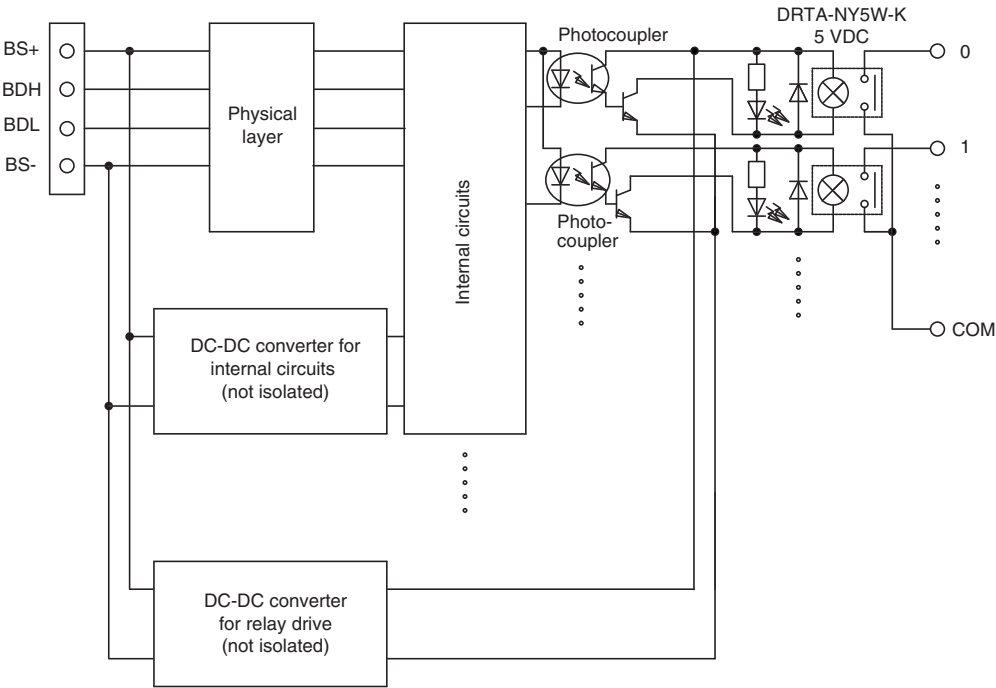 DRTA-NY5W-K
5 VDC
Photocoupler
BS+
BDH
BDL
BS-
Physical
layer
Internal circuits
0
1
Photo-
coupler
COM
DC-DC converter for
internal circuits
(not isolated)
DC-DC converter
for relay drive
(not isolated)